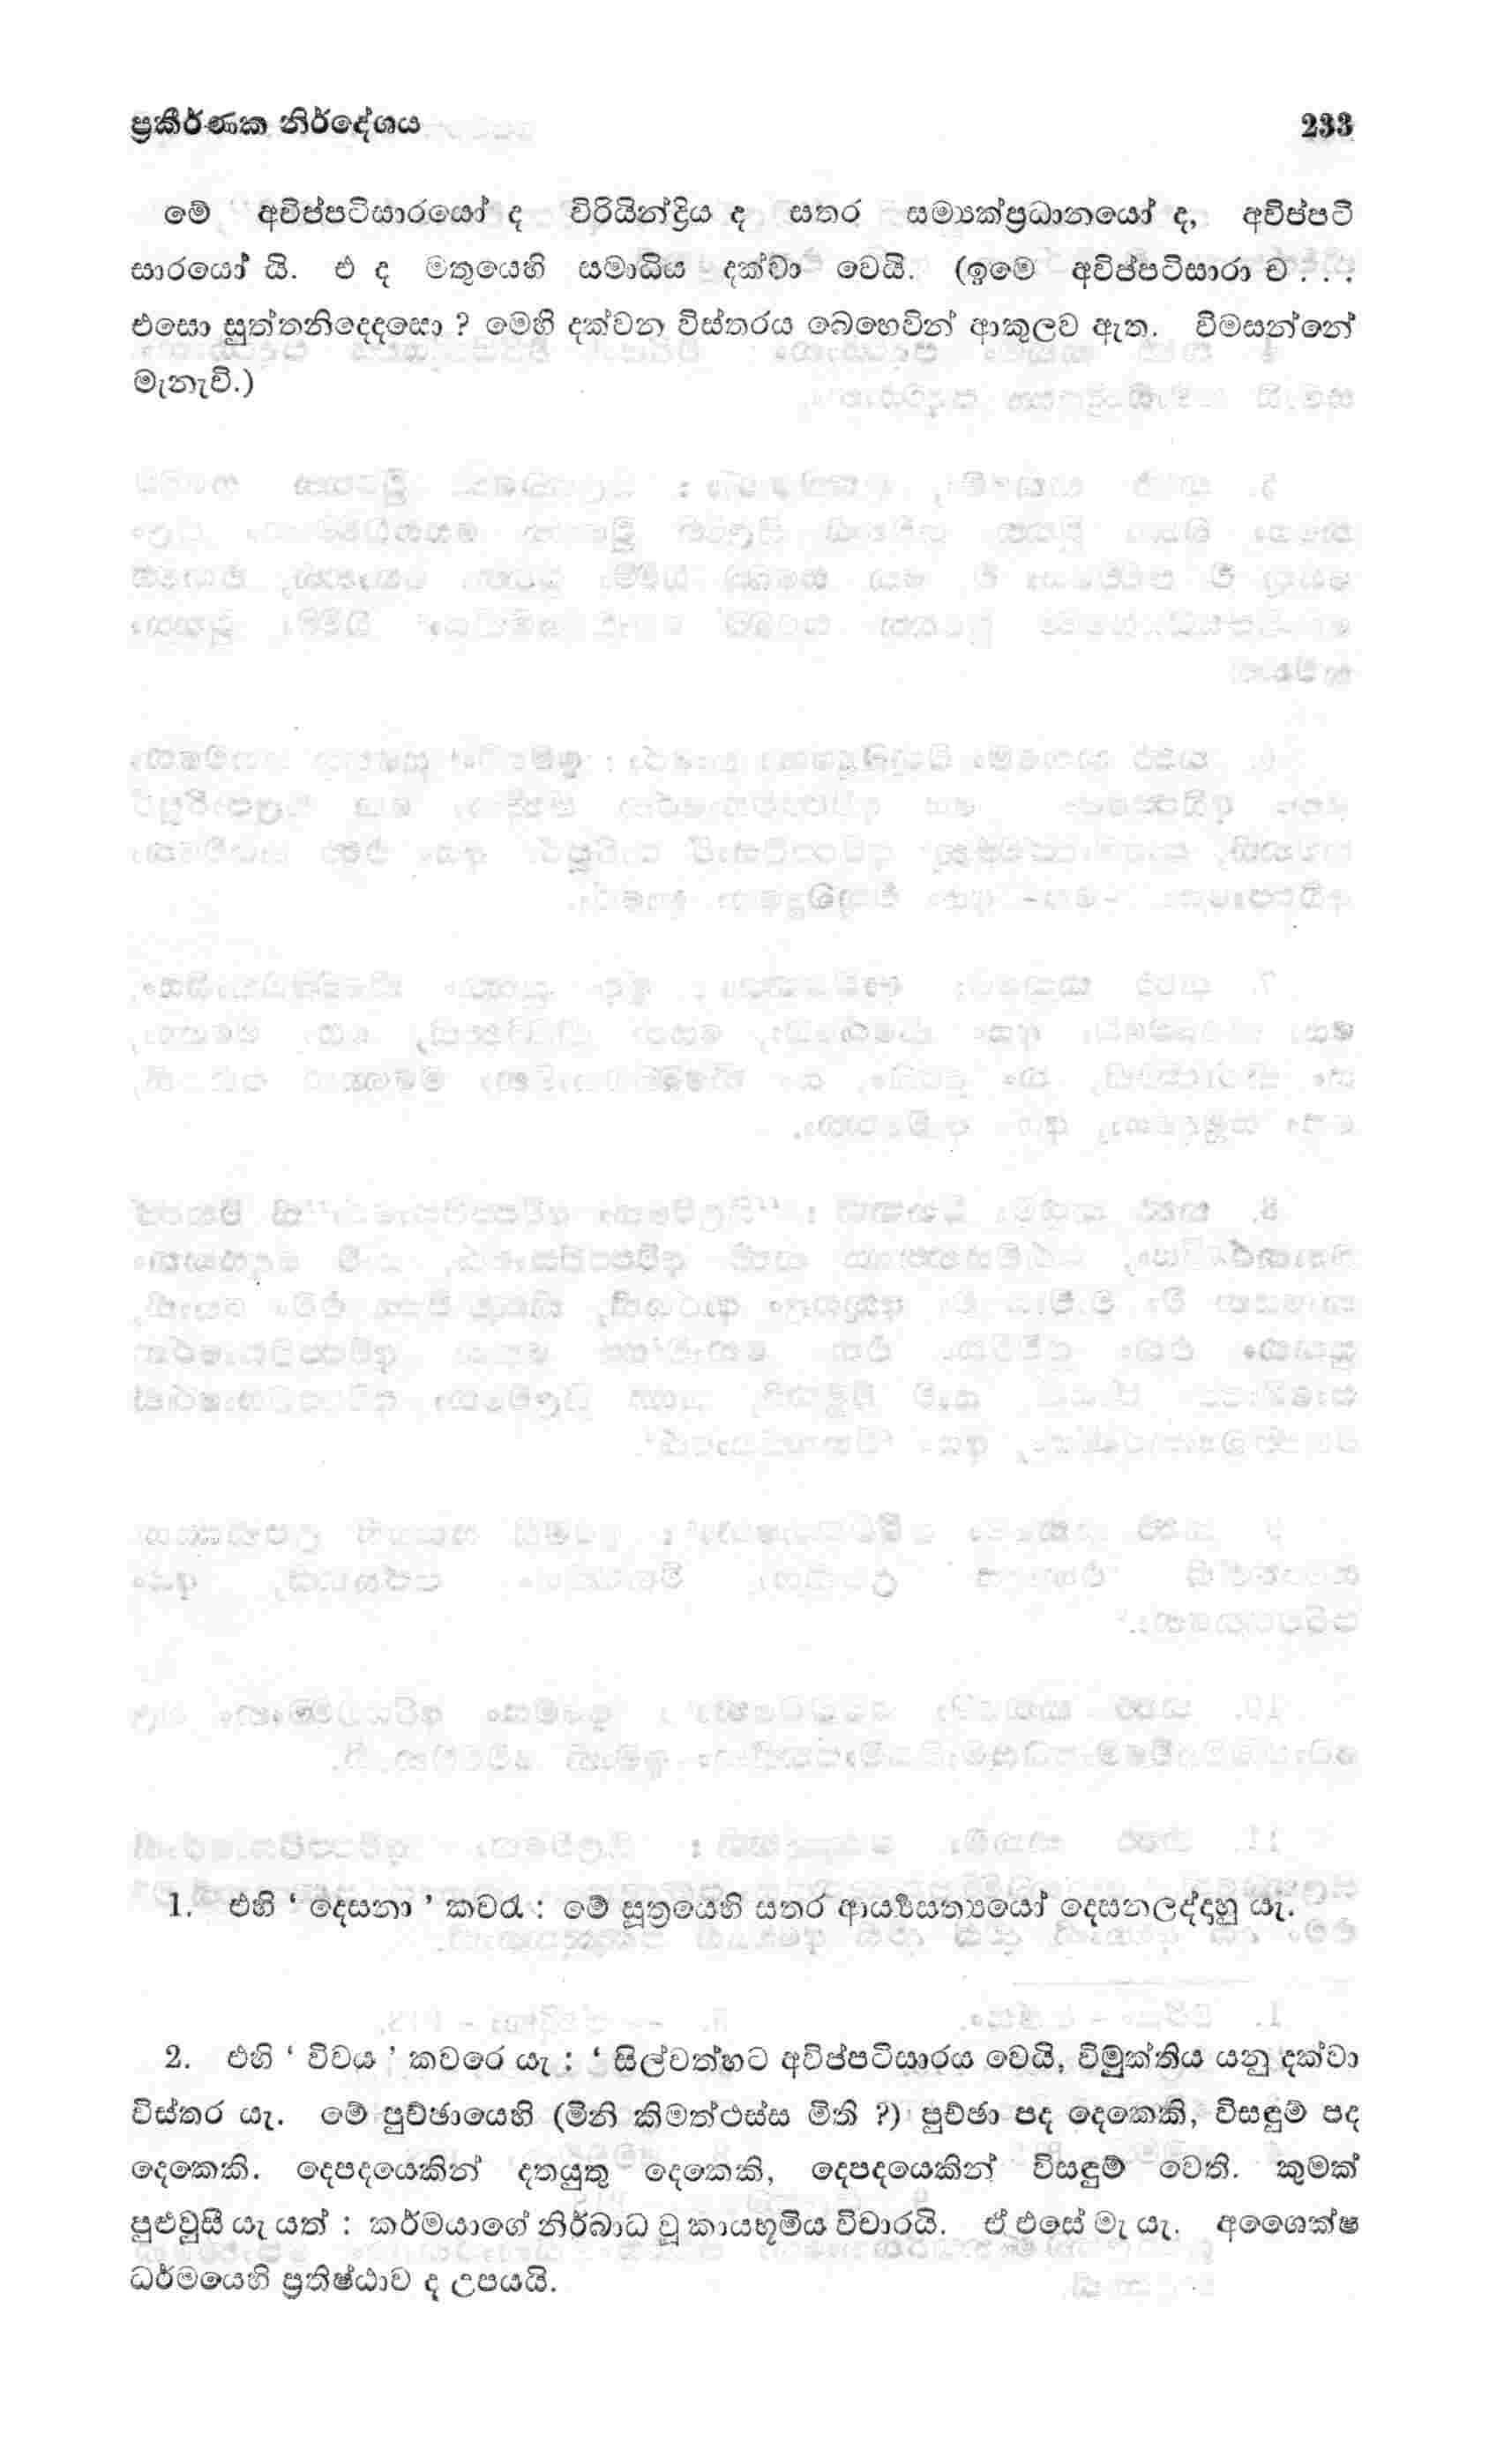 ප්‍රකීර්ණක නිර්දේශය 233
මේ අවිප්පටිසාරයෝ ද විරියින්ද්‍රිය ද සතර සම්‍යක්ප්‍රධානයෝ ද, අවිප්පටි
සාරයෝ යි. එ ද මතුයෙහි සමාධිය දක්වා වෙයි. (ඉමෙ අවිප්පටිසාරා ච . . .
එසො සුත්තනිදෙදසො ? මෙහි දක්වන විස්තරය බෙහෙවින් ආකුලව ඇත. විමසන්නේ
මැනැවි.)
1. එහි ‘ දෙසනා ’ කවරැ : මේ සූත්‍රයෙහි සතර ආර්‍ය්‍යසත්‍යයෝ දෙසනලද්දහු යැ.
2. එහි ‘ විචය ’ කවරෙ යැ : ‘ සිල්වත්හට අවිප්පටිසාරය වෙයි, විමුක්තිය යනු දක්වා
විස්තර යැ. මේ පුච්ඡායෙහි (මිනි කිමත්ථස්ස මිති ?) පුච්ඡා පද දෙකෙකි, විසඳුම් පද
දෙකෙකි. දෙපදයෙකින් දතයුතු දෙකෙකි, දෙපදයෙකින් විසඳුම් වෙති. කුමක්
පුළුවුසී යැ යත් : කර්මයාගේ නිර්බාධ වූ කායභූමිය විචාරයි. ඒ එසේ මැ යැ. අශෛක්ෂ
ධර්මයෙහි ප්‍රතිෂ්ඨාව ද උපයයි.